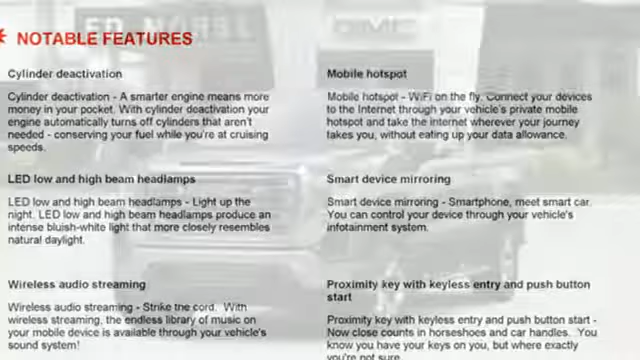 ED NOBBL
GMC
NOTABLE FEATURES
Cylinder deactivation
Cylinder deactivation - A smarter engine means more
money in your pocket. With cylinder deactivation your
engine automatically turns off cylinders that aren't
needed - conserving your fuel while you're at cruising
speeds.
LED low and high beam headlamps
LED low and high beam headlamps - Light up the
night. LED low and high beam headlamps produce an
intense bluish-white light that more closely resembles
natural daylight.
Wireless audio streaming
Wireless audio streaming - Strike the cord. With
wireless streaming, the endless library of music on
your mobile device is available through your vehicle's
sound system!
Mobile hotspot
Mobile hotspot - WiFi on the fly. Connect your devices
to the Internet through your vehicle's private mobile
hotspot and take the internet wherever your journey
takes you, without eating up your data allowance.
Smart device mirroring
Smart device mirroring - Smartphone, meet smart car.
You can control your device through your vehicle's
infotainment system.
Proximity key with keyless entry and push button
start
Proximity key with keyless entry and push button start -
Now close counts in horseshoes and car handles. You
know you have your keys on you, but where exactly
you're not sure.